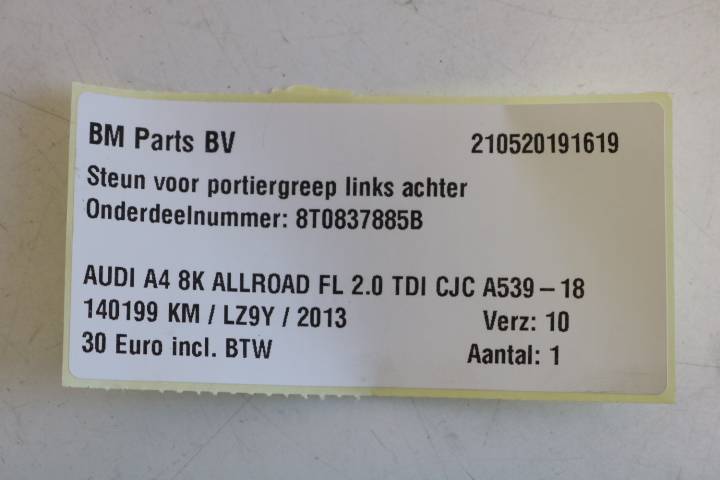 BM Parts BV 210520191619
Steun voor portiergreep links achter
Onderdeelnummer: 8T0837885B
AUDI A4 8K ALLROAD FL 2.0 TDI CJC A539-18
140199 KM / LZ9Y / 2013 Verz: 10
30 Euro incl. BTW Aantal: 1